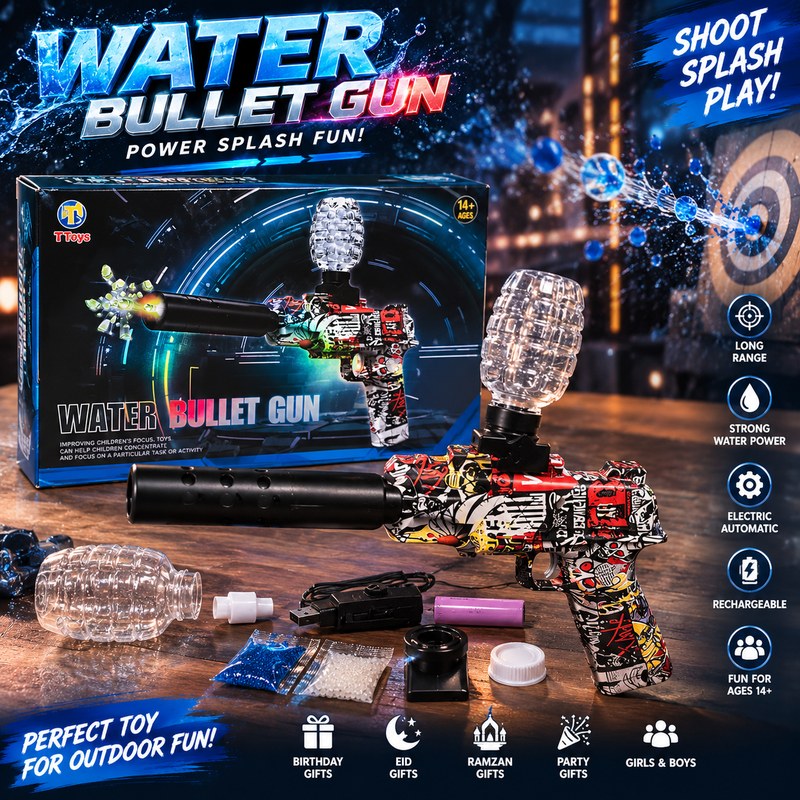 WATER
BULLET GUN
POWER SPLASH FUN!
SHOOT
SPLASH
PLAY!
T
TToys
14+
AGES
WATER BULLET GUN
IMPROVING CHILDREN'S FOCUS. TOYS
CAN HELP CHILDREN CONCENTRATE
AND FOCUS ON A PARTICULAR TASK OR ACTIVITY
LONG
RANGE
STRONG
WATER POWER
ELECTRIC
AUTOMATIC
RECHARGEABLE
FUN FOR
AGES 14+
PERFECT TOY
FOR OUTDOOR FUN!
BIRTHDAY
GIFTS
EID
GIFTS
RAMZAN
GIFTS
PARTY
GIFTS
GIRLS & BOYS